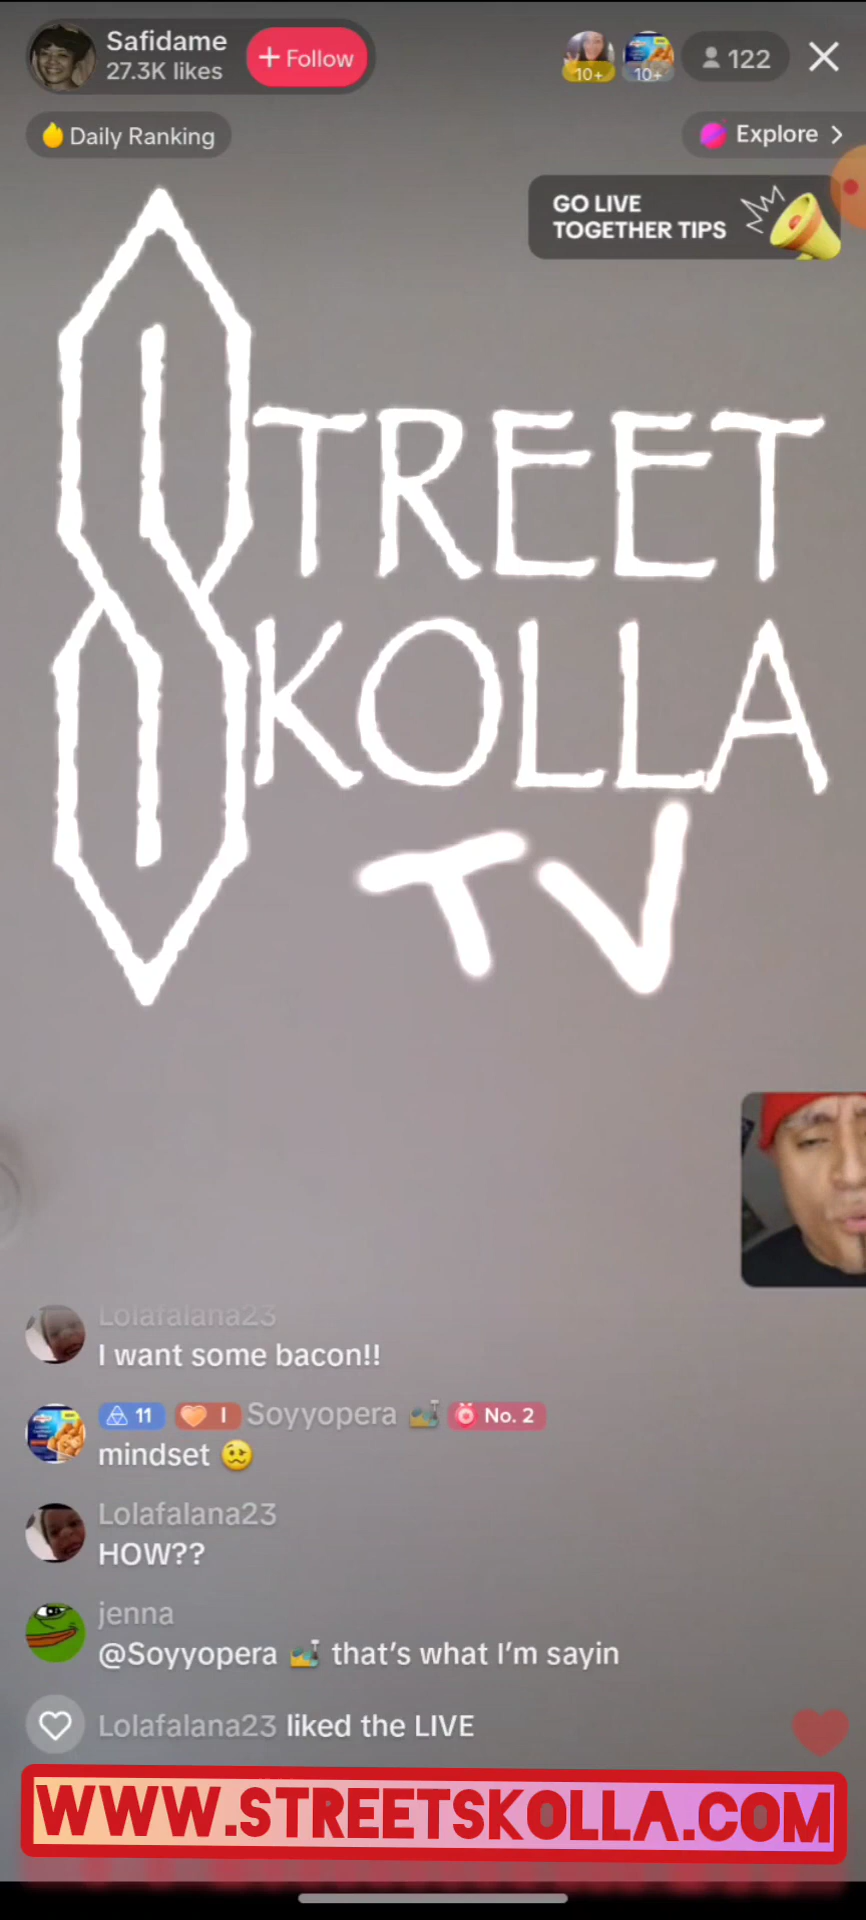 Safidame
27.3K likes
+ Follow
10+
10+
122
Daily Ranking
Explore >
GO LIVE
TOGETHER TIPS
STREET
SKOLLA
TV
Lolafalana23
I want some bacon!!
11 I Soyyopera No. 2
mindset 🥴
Lolafalana23
HOW??
jenna
@Soyyopera that's what I'm sayin
Lolafalana23 liked the LIVE
WWW.STREETSKOLLA.COM